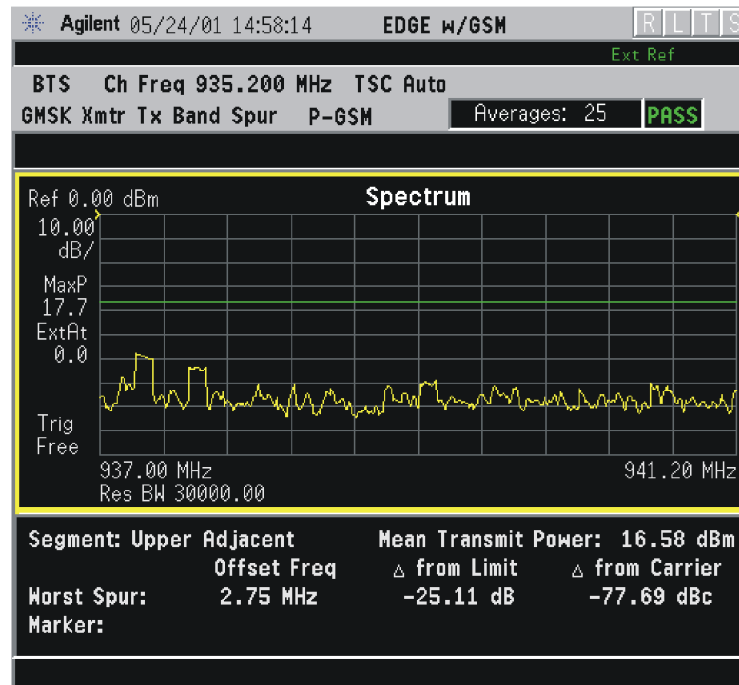 Agilent 05/24/01 14:58:14 EDGE w/GSM R L T S
Ext Ref
BTS Ch Freq 935.200 MHz TSC Auto
GMSK Xmtr Tx Band Spur P-GSM Averages: 25 PASS
Ref 0.00 dBm Spectrum
10.00
dB/
MaxP
17.7
ExtAt
0.0
Trig
Free
937.00 MHz 941.20 MHz
Res BW 30000.00
Segment: Upper Adjacent Mean Transmit Power: 16.58 dBm
Offset Freq △ from Limit △ from Carrier
Worst Spur: 2.75 MHz -25.11 dB -77.69 dBc
Marker: